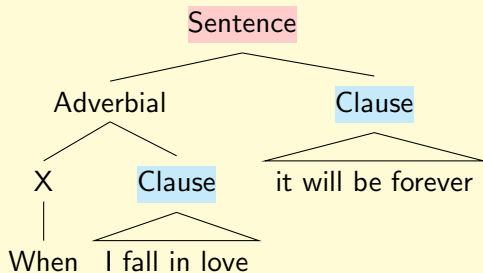 Sentence
Adverbial Clause
X Clause it will be forever
When I fall in love